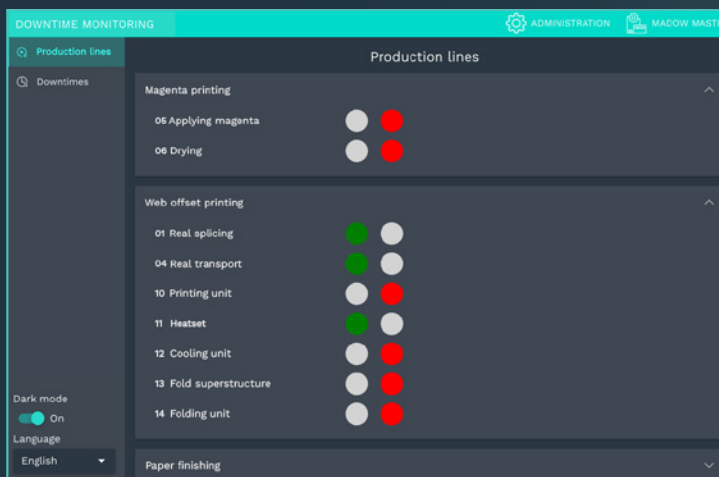 DOWNTIME MONITORING
ADMINISTRATION
MADOW MAST
Production lines
Downtimes
Production lines
Magenta printing
05 Applying magenta
06 Drying
Web offset printing
01 Real splicing
04 Real transport
10 Printing unit
11 Heatset
12 Cooling unit
13 Fold superstructure
14 Folding unit
Paper finishing
Dark mode
On
Language
English